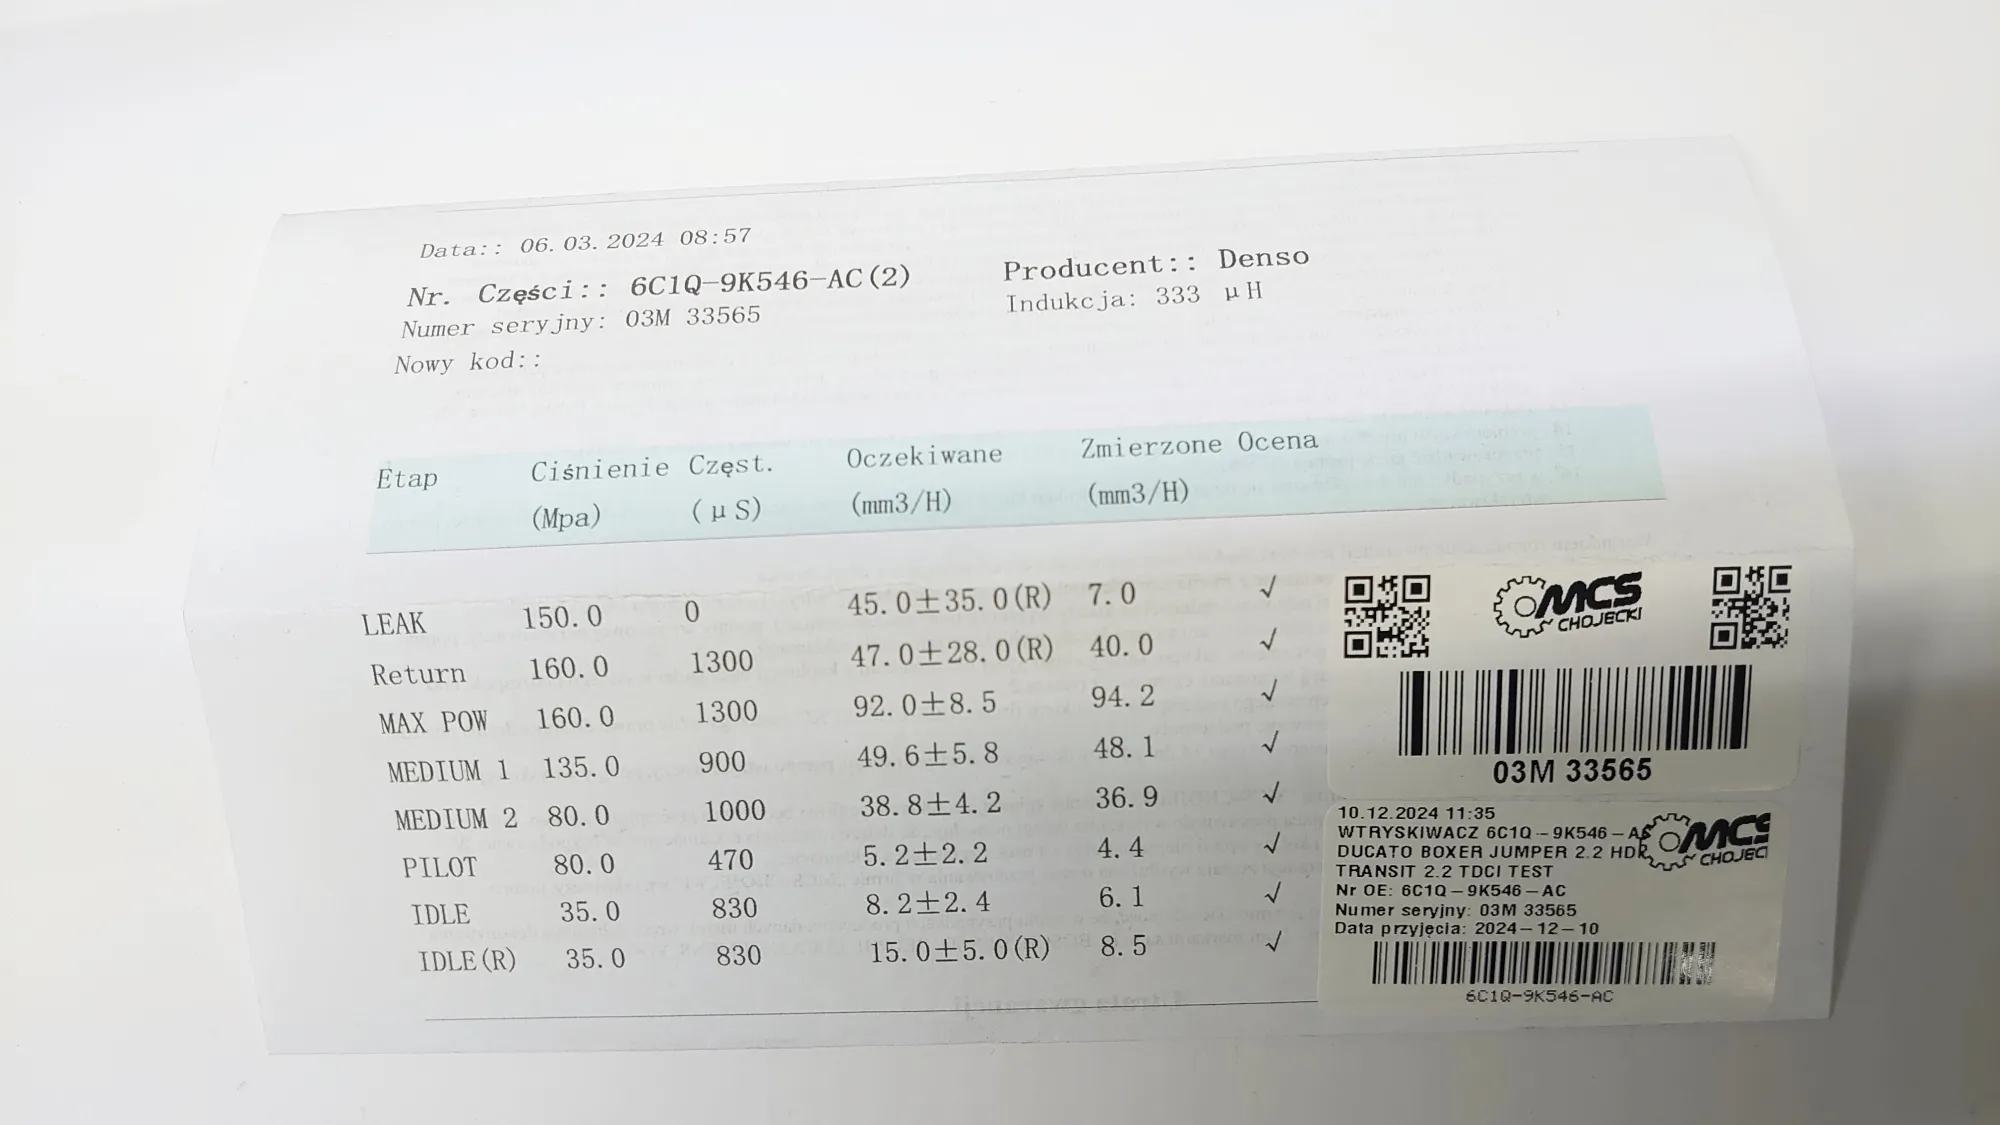 Data:: 06.03.2024 08:57
Nr. Części:: 6C1Q-9K546-AC(2) Producent:: Denso
Numer seryjny: 03M 33565 Indukcja: 333 μH
Nowy kod::
Etap Ciśnienie Częst. Oczekiwane Zmierzone Ocena
(Mpa) (μS) (mm3/H) (mm3/H)
LEAK 150.0 0 45.0±35.0(R) 7.0 √
Return 160.0 1300 47.0±28.0(R) 40.0 √
MAX POW 160.0 1300 92.0±8.5 94.2 √
MEDIUM 1 135.0 900 49.6±5.8 48.1 √
MEDIUM 2 80.0 1000 38.8±4.2 36.9 √
PILOT 80.0 470 5.2±2.2 4.4 √
IDLE 35.0 830 8.2±2.4 6.1 √
IDLE(R) 35.0 830 15.0±5.0(R) 8.5 √
MCS
CHOJECKI
03M 33565
10.12.2024 11:35
WTRYSKIWACZ 6C1Q-9K546-AC
DUCATO BOXER JUMPER 2.2 HDR
TRANSIT 2.2 TDCI TEST
Nr OE: 6C1Q-9K546-AC
Numer seryjny: 03M 33565
Data przyjęcia: 2024-12-10
MCS
CHOJECI
6C1Q-9K546-AC